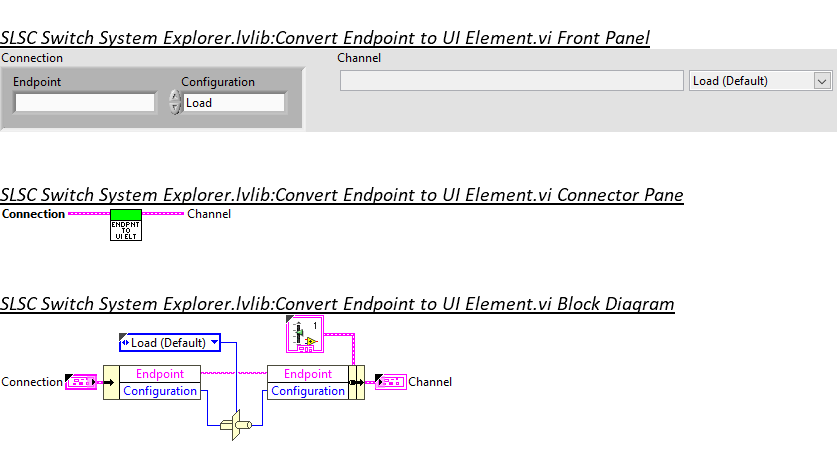 SLSC Switch System Explorer.lvlib:Convert Endpoint to UI Element.vi Front Panel
Connection
Channel
Endpoint
Configuration
Load
Load (Default)
SLSC Switch System Explorer.lvlib:Convert Endpoint to UI Element.vi Connector Pane
Connection
Channel
ENDPNT
TO
UI ELT
SLSC Switch System Explorer.lvlib:Convert Endpoint to UI Element.vi Block Diagram
Load (Default)
1
Connection
Endpoint
Configuration
Endpoint
Configuration
Channel